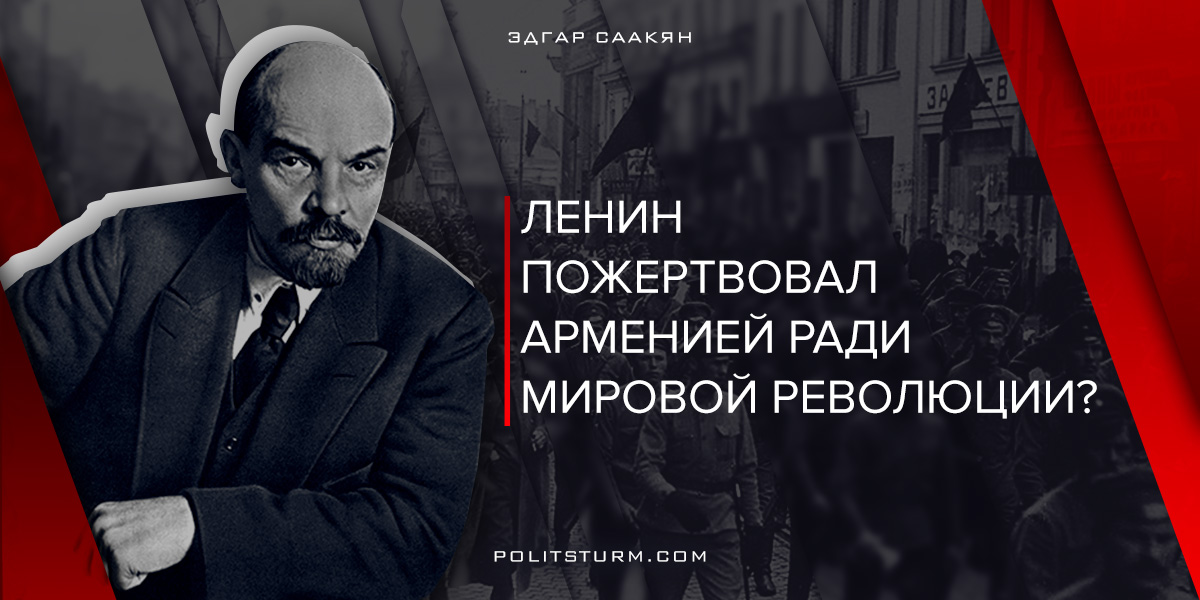 ЭДГАР СААКЯН
ЛЕНИН
ПОЖЕРТВОВАЛ
АРМЕНИЕЙ РАДИ
МИРОВОЙ РЕВОЛЮЦИИ?
POLITSTURM.COM